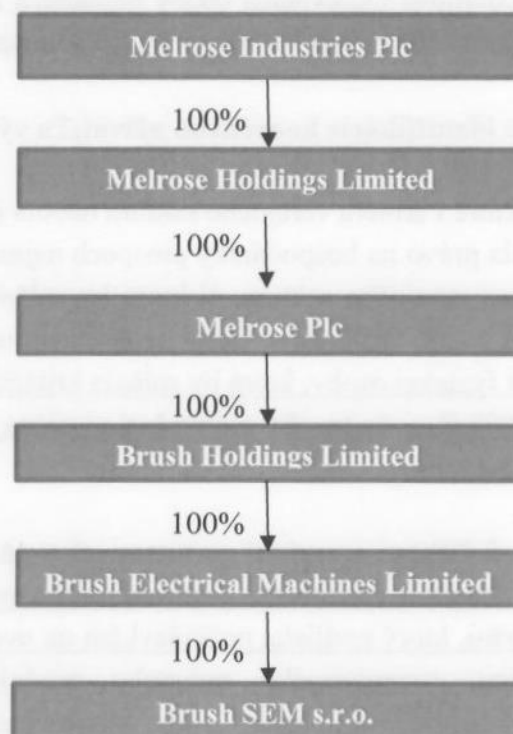 Melrose Industries Plc
100%
Melrose Holdings Limited
100%
Melrose Plc
100%
Brush Holdings Limited
100%
Brush Electrical Machines Limited
100%
Brush SEM s.r.o.